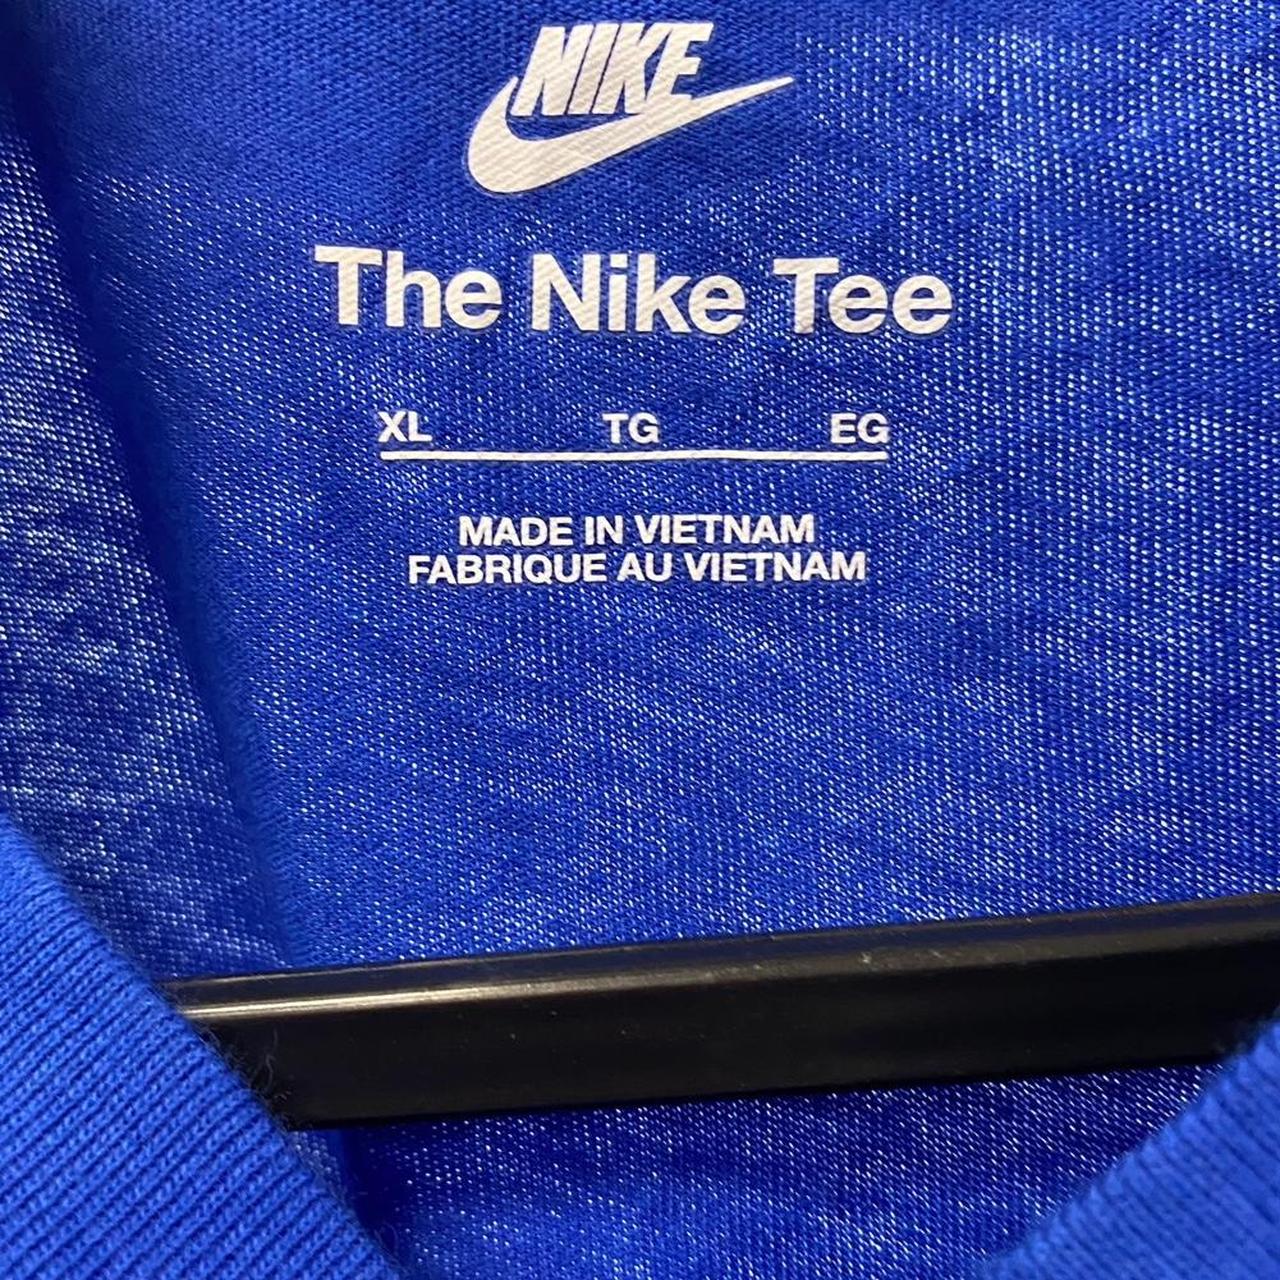 NIKE
The Nike Tee
XL TG EG
MADE IN VIETNAM
FABRIQUE AU VIETNAM